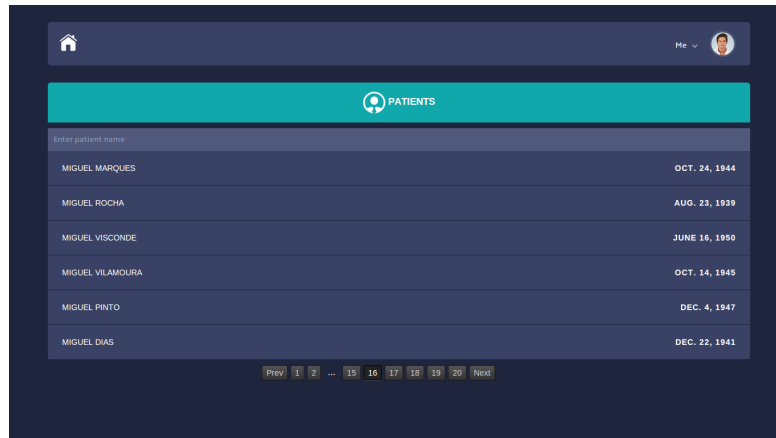 Me
PATIENTS
Enter patient name
MIGUEL MARQUES OCT. 24, 1944
MIGUEL ROCHA AUG. 23, 1939
MIGUEL VISCONDE JUNE 16, 1950
MIGUEL VILAMOURA OCT. 14, 1945
MIGUEL PINTO DEC. 4, 1947
MIGUEL DIAS DEC. 22, 1941
Prev 1 2 ... 15 16 17 18 19 20 Next